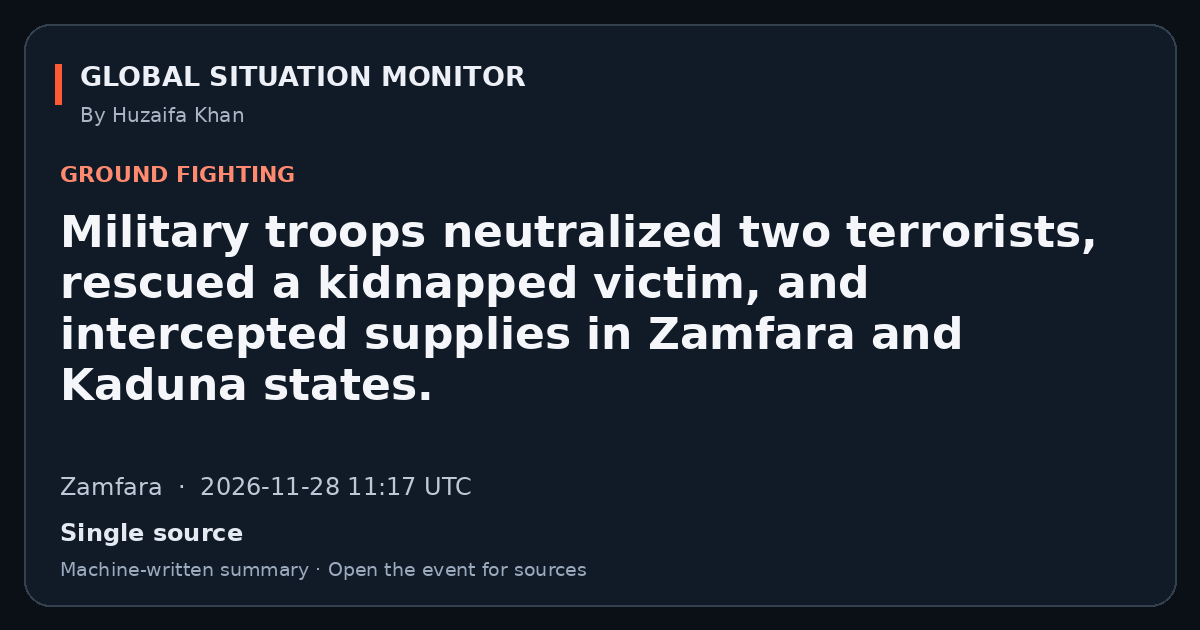 GLOBAL SITUATION MONITOR
By Huzaifa Khan
GROUND FIGHTING
Military troops neutralized two terrorists,
rescued a kidnapped victim, and
intercepted supplies in Zamfara and
Kaduna states.
Zamfara · 2026-11-28 11:17 UTC
Single source
Machine-written summary · Open the event for sources